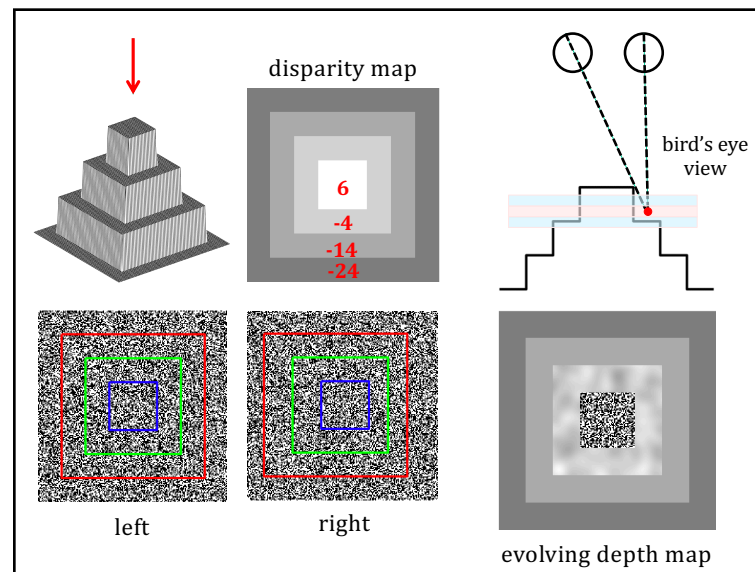 disparity map
6
-4
-14
-24
bird's eye
view
left
right
evolving depth map